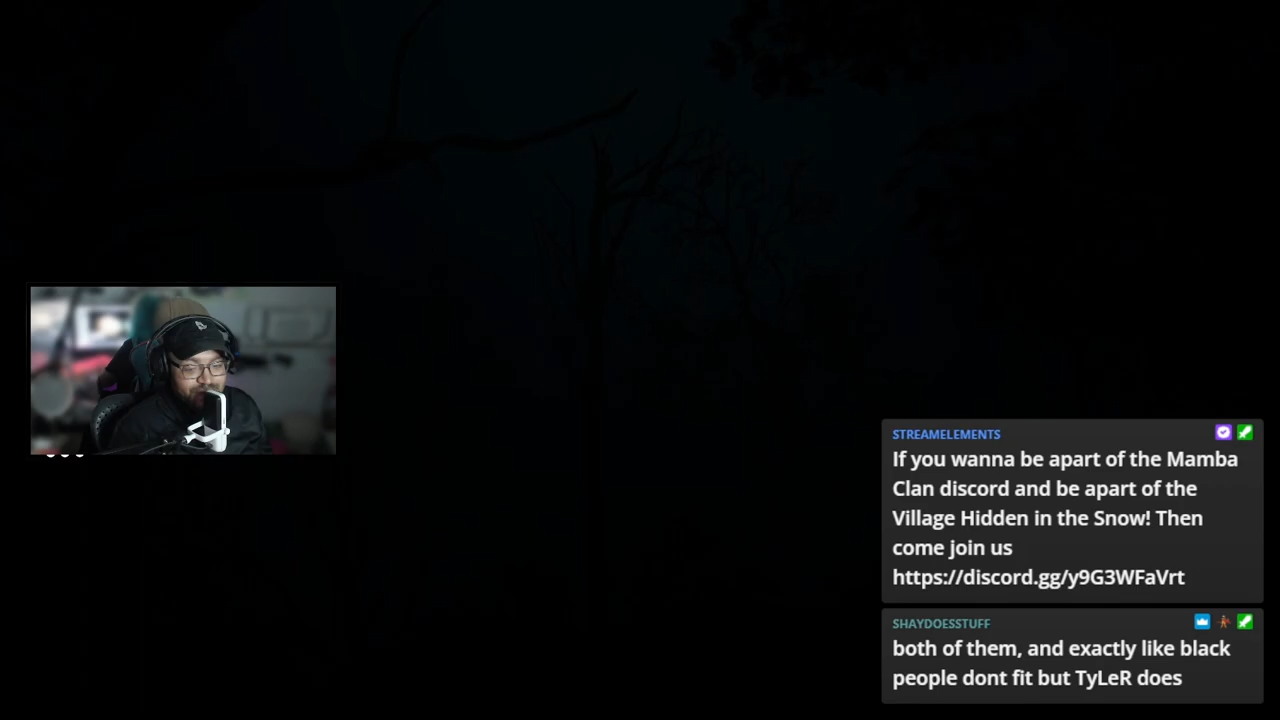 STREAMELEMENTS
If you wanna be apart of the Mamba
Clan discord and be apart of the
Village Hidden in the Snow! Then
come join us
https://discord.gg/y9G3WFaVrt
SHAYDOESSTUFF
both of them, and exactly like black
people dont fit but TyLeR does